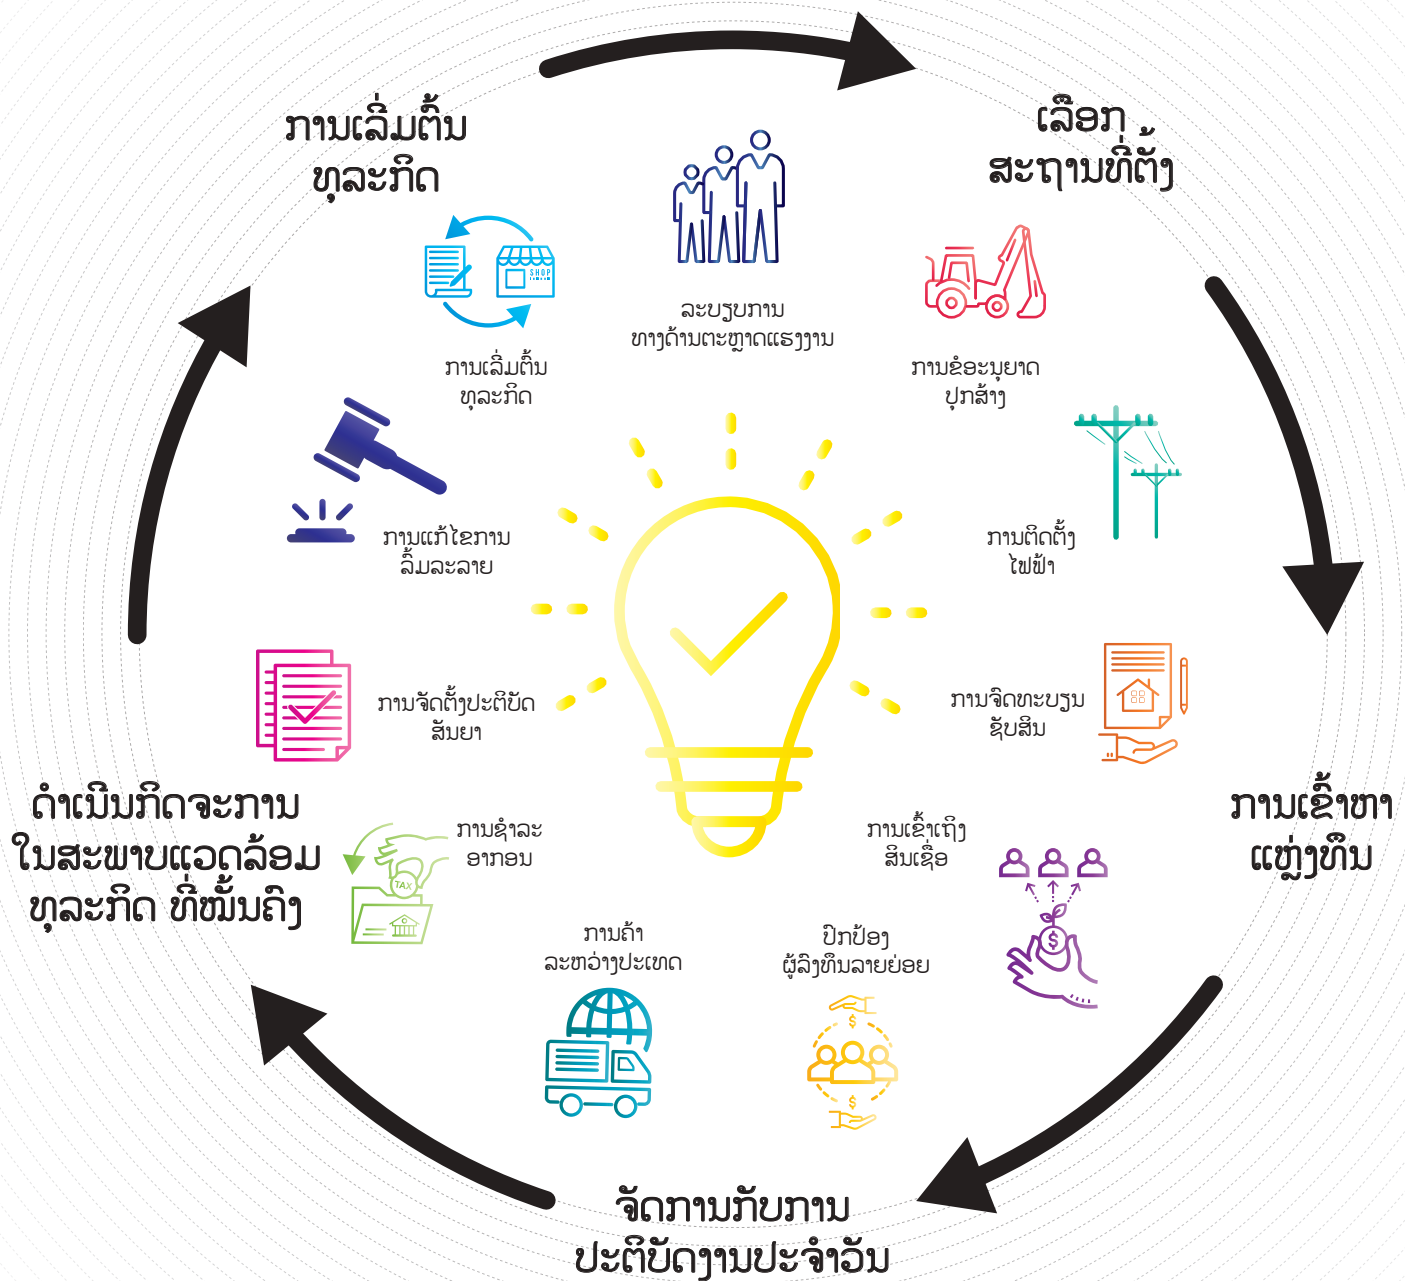 ການເລີ່ມຕົ້ນ
ທຸລະກິດ
ເລືອກ
ສະຖານທີ່ຕັ້ງ
SHOP
ລະບຽບການ
ທາງດ້ານຕະຫຼາດແຮງງານ
ການເລີ່ມຕົ້ນ
ທຸລະກິດ
ການຂໍອະນຸຍາດ
ປຸກສ້າງ
ການແກ້ໄຂການ
ລົ້ມລະລາຍ
ການຕິດຕັ້ງ
ໄຟຟ້າ
ການຈັດຕັ້ງປະຕິບັດ
ສັນຍາ
ການຈົດທະບຽນ
ຊັບສິນ
ດຳເນີນກິດຈະການ
ໃນສະພາບແວດລ້ອມ
ທຸລະກິດ ທີ່ໝັ້ນຄົງ
ການເຂົ້າຫາ
ແຫຼ່ງທຶນ
ການຊຳລະ
ອາກອນ
TAX
ການເຂົ້າເຖິງ
ສິນເຊື່ອ
$
ການຄ້າ
ລະຫວ່າງປະເທດ
ປົກປ້ອງ
ຜູ້ລົງທຶນລາຍຍ່ອຍ
$
$
ຈັດການກັບການ
ປະຕິບັດງານປະຈຳວັນ